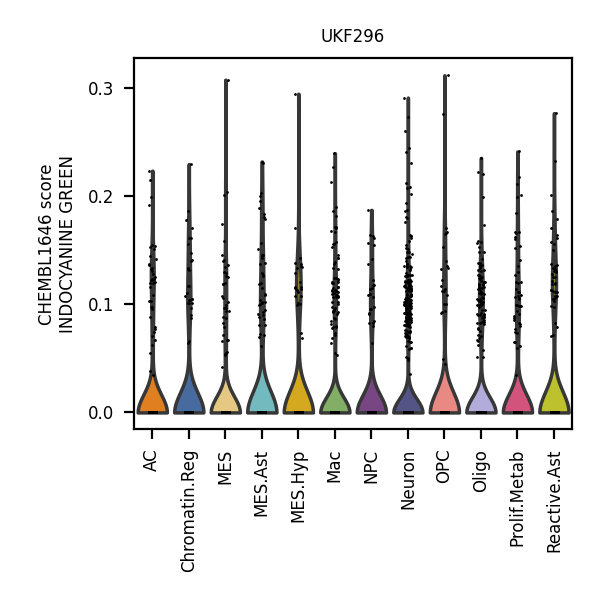 UKF296
CHEMBL1646 score
INDOCYANINE GREEN
0.3
0.2
0.1
0.0
AC
Chromatin.Reg
MES
MES.Ast
MES.Hyp
Mac
NPC
Neuron
OPC
Oligo
Prolif.Metab
Reactive.Ast